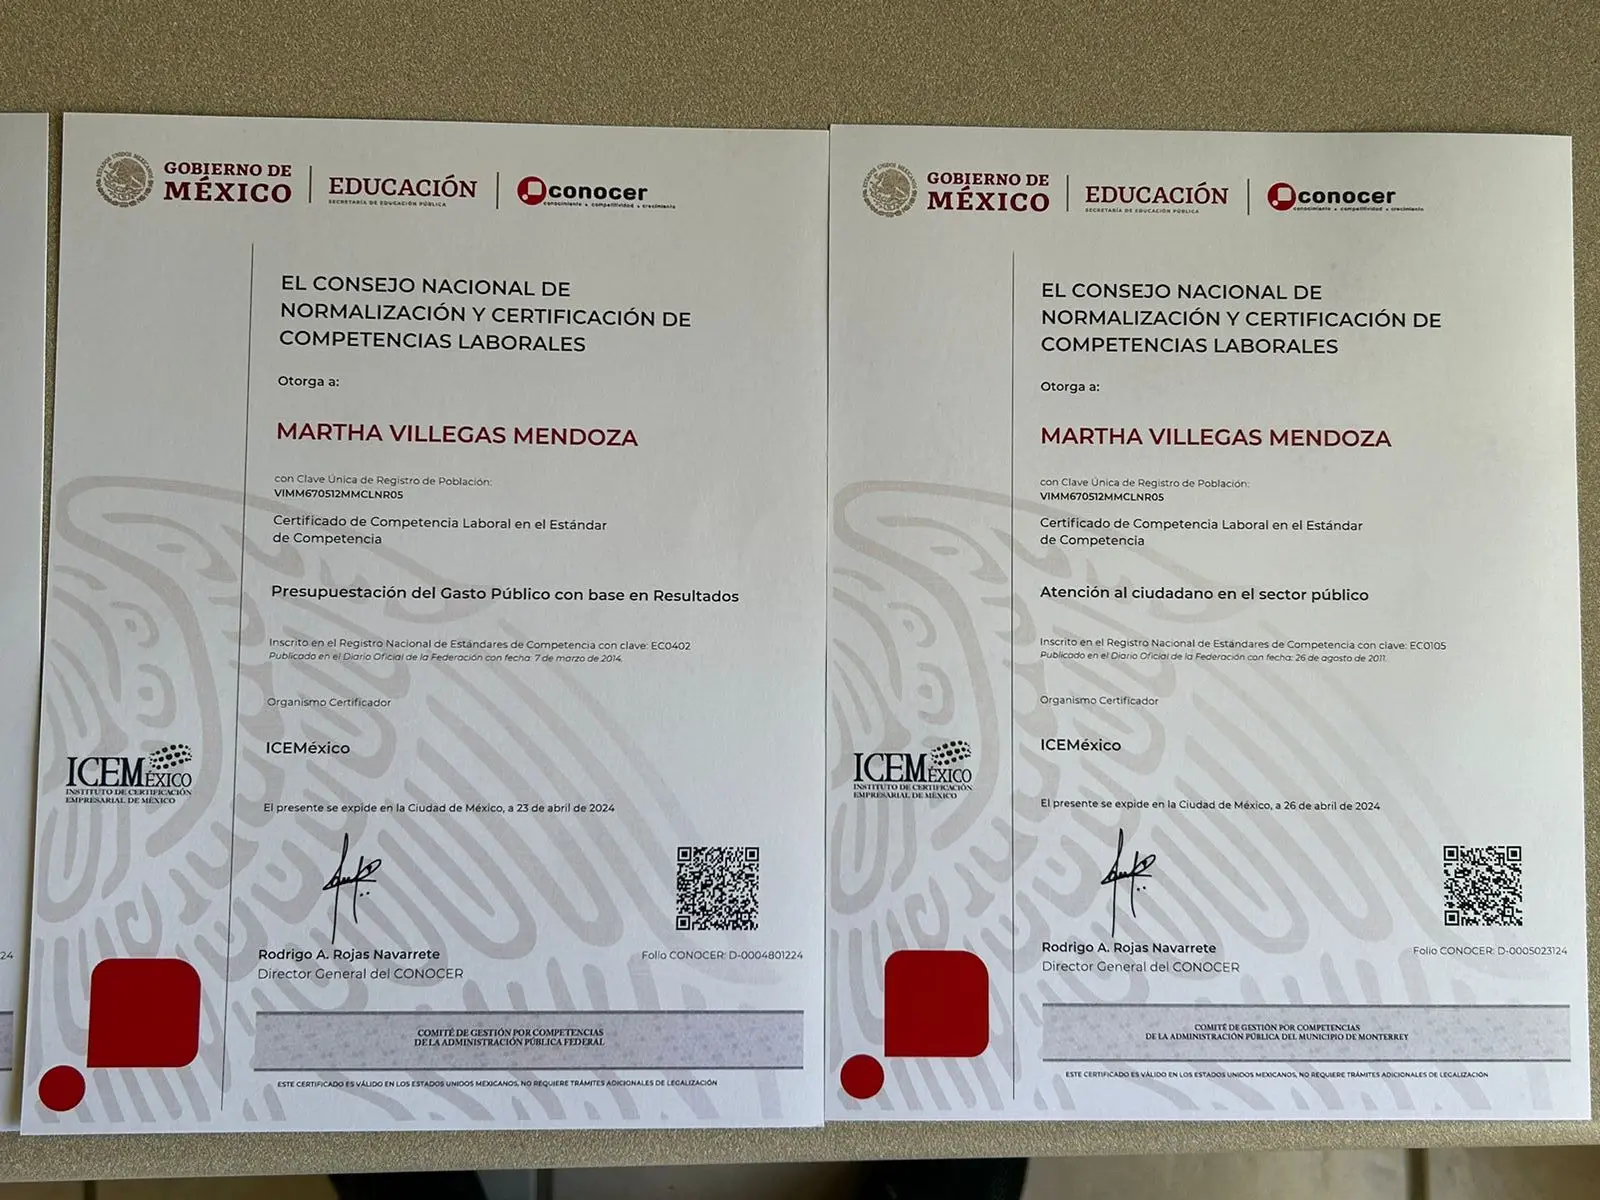 GOBIERNO DE
MÉXICO
EDUCACIÓN
SECRETARÍA DE EDUCACIÓN PÚBLICA
conocer
conocimiento • competitividad • crecimiento
EL CONSEJO NACIONAL DE
NORMALIZACIÓN Y CERTIFICACIÓN DE
COMPETENCIAS LABORALES
Otorga a:
MARTHA VILLEGAS MENDOZA
con Clave Única de Registro de Población:
VIMM670512MMCLNR05
Certificado de Competencia Laboral en el Estándar
de Competencia
Presupuestación del Gasto Público con base en Resultados
Inscrito en el Registro Nacional de Estándares de Competencia con clave: EC0402
Publicado en el Diario Oficial de la Federación con fecha: 7 de marzo de 2014.
Organismo Certificador
ICEMéxico
ICEMÉXICO
INSTITUTO DE CERTIFICACIÓN
EMPRESARIAL DE MÉXICO
El presente se expide en la Ciudad de México, a 23 de abril de 2024
Rodrigo A. Rojas Navarrete
Director General del CONOCER
Folio CONOCER: D-0004801224
COMITÉ DE GESTIÓN POR COMPETENCIAS
DE LA ADMINISTRACIÓN PÚBLICA FEDERAL
ESTE CERTIFICADO ES VÁLIDO EN LOS ESTADOS UNIDOS MEXICANOS, NO REQUIERE TRÁMITES ADICIONALES DE LEGALIZACIÓN
GOBIERNO DE
MÉXICO
EDUCACIÓN
SECRETARÍA DE EDUCACIÓN PÚBLICA
conocer
conocimiento • competitividad • crecimiento
EL CONSEJO NACIONAL DE
NORMALIZACIÓN Y CERTIFICACIÓN DE
COMPETENCIAS LABORALES
Otorga a:
MARTHA VILLEGAS MENDOZA
con Clave Única de Registro de Población:
VIMM670512MMCLNR05
Certificado de Competencia Laboral en el Estándar
de Competencia
Atención al ciudadano en el sector público
Inscrito en el Registro Nacional de Estándares de Competencia con clave: EC0105
Publicado en el Diario Oficial de la Federación con fecha: 26 de agosto de 2011.
Organismo Certificador
ICEMéxico
ICEMÉXICO
INSTITUTO DE CERTIFICACIÓN
EMPRESARIAL DE MÉXICO
El presente se expide en la Ciudad de México, a 26 de abril de 2024
Rodrigo A. Rojas Navarrete
Director General del CONOCER
Folio CONOCER: D-0005023124
COMITÉ DE GESTIÓN POR COMPETENCIAS
DE LA ADMINISTRACIÓN PÚBLICA DEL MUNICIPIO DE MONTERREY
ESTE CERTIFICADO ES VÁLIDO EN LOS ESTADOS UNIDOS MEXICANOS, NO REQUIERE TRÁMITES ADICIONALES DE LEGALIZACIÓN
24